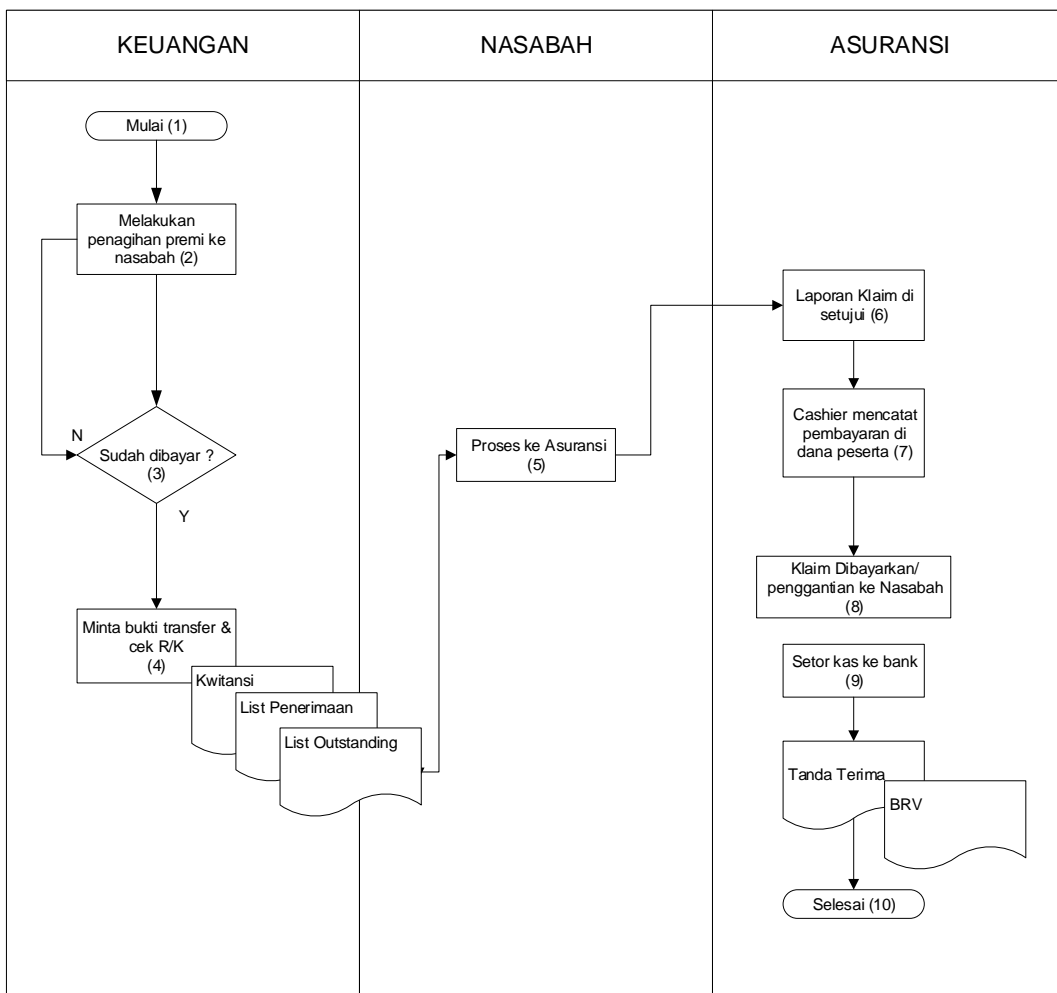 KEUANGAN
NASABAH
ASURANSI
Mulai (1)
Melakukan
penagihan premi ke
nasabah (2)
N
Sudah dibayar ?
(3)
Y
Minta bukti transfer &
cek R/K
(4)
Kwitansi
List Penerimaan
List Outstanding
Proses ke Asuransi
(5)
Laporan Klaim di
setujui (6)
Cashier mencatat
pembayaran di
dana peserta (7)
Klaim Dibayarkan/
penggantian ke Nasabah
(8)
Setor kas ke bank
(9)
Tanda Terima
BRV
Selesai (10)